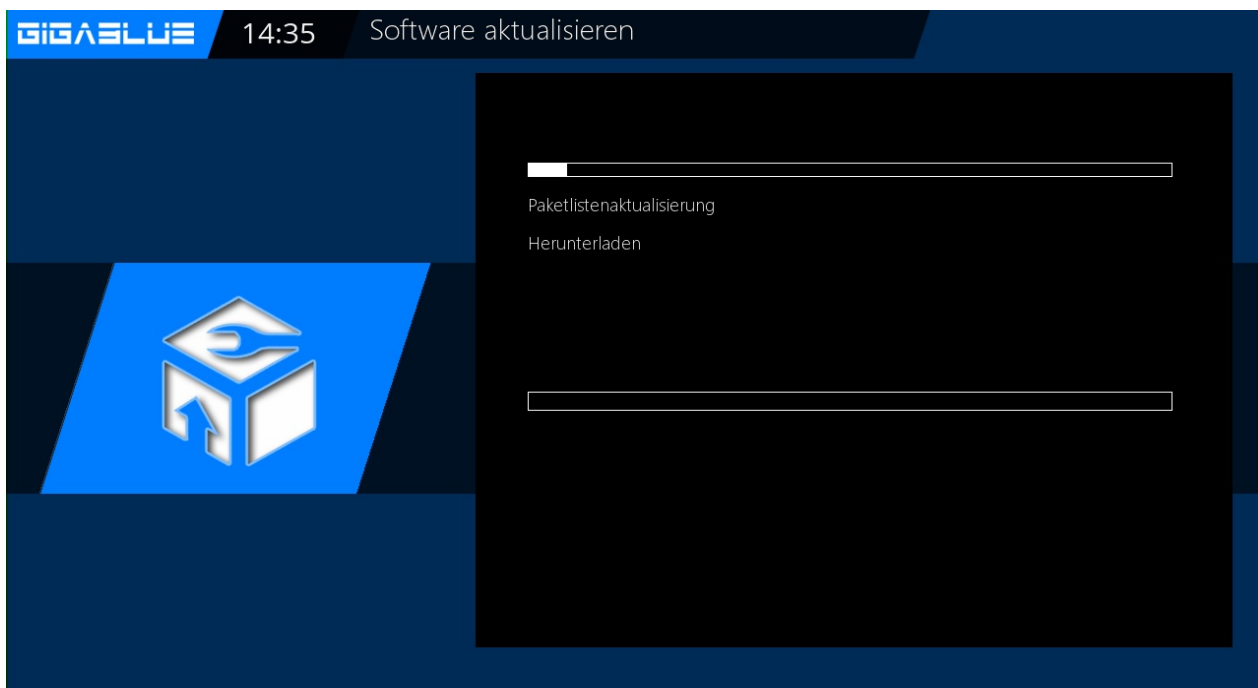 GIGABLUE
14:35
Software aktualisieren
Paketlistenaktualisierung
Herunterladen